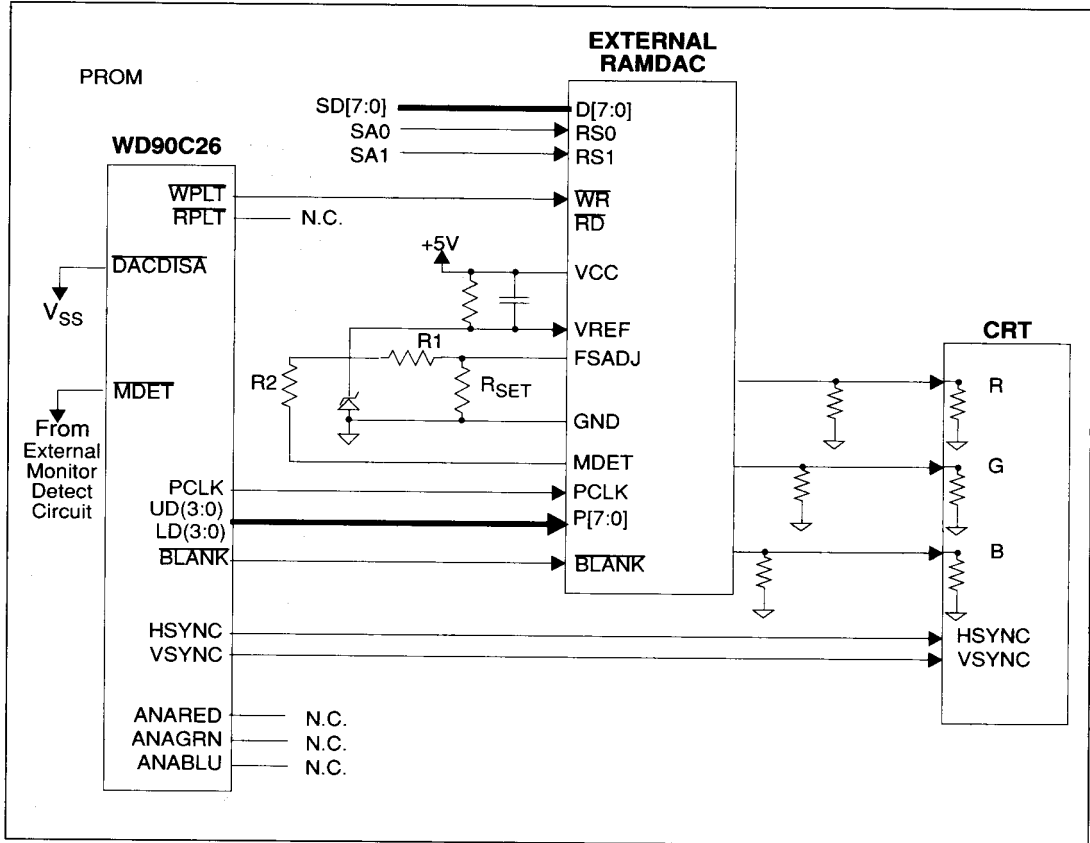 EXTERNAL
RAMDAC
PROM
SD[7:0]
D[7:0]
SA0
RS0
SA1
RS1
WD90C26
WPLT
WR
RPLT
N.C.
RD
+5V
DACDISA
VCC
VSS
VREF
R1
FSADJ
CRT
R2
RSET
R
MDET
GND
From
External
Monitor
Detect
Circuit
MDET
G
PCLK
PCLK
UD(3:0)
P[7:0]
LD(3:0)
BLANK
BLANK
B
HSYNC
HSYNC
VSYNC
VSYNC
ANARED
N.C.
ANAGRN
N.C.
ANABLU
N.C.